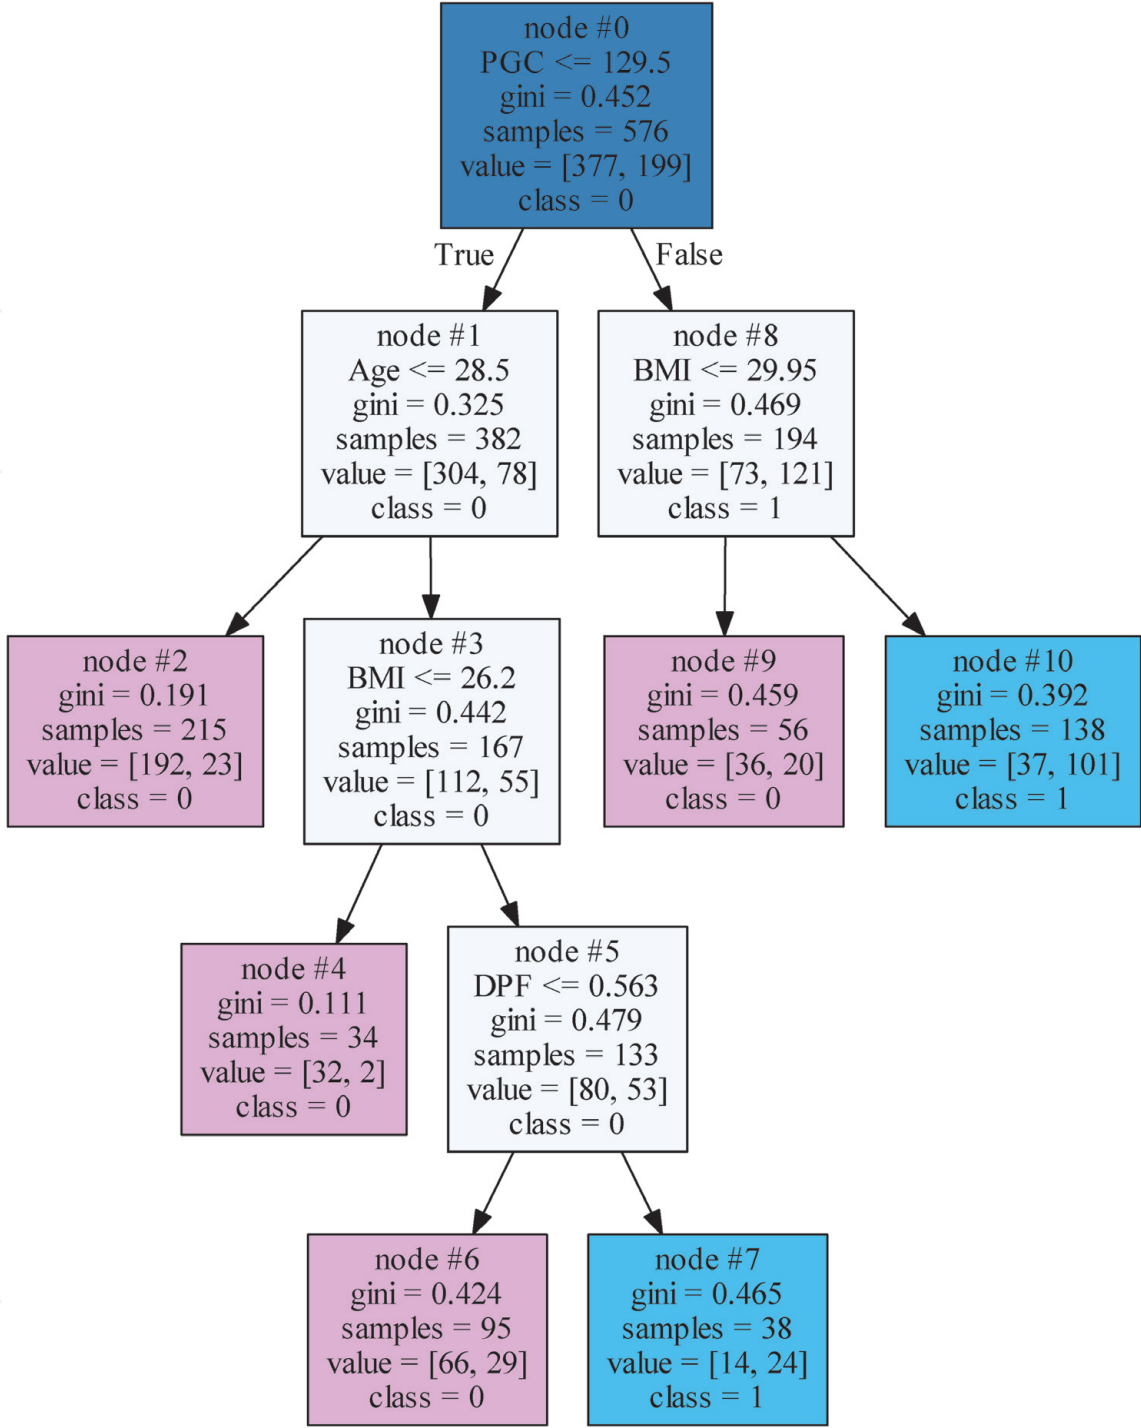 node #0
PGC <= 129.5
gini = 0.452
samples = 576
value = [377, 199]
class = 0
True
False
node #1
Age <= 28.5
gini = 0.325
samples = 382
value = [304, 78]
class = 0
node #8
BMI <= 29.95
gini = 0.469
samples = 194
value = [73, 121]
class = 1
node #2
gini = 0.191
samples = 215
value = [192, 23]
class = 0
node #3
BMI <= 26.2
gini = 0.442
samples = 167
value = [112, 55]
class = 0
node #9
gini = 0.459
samples = 56
value = [36, 20]
class = 0
node #10
gini = 0.392
samples = 138
value = [37, 101]
class = 1
node #4
gini = 0.111
samples = 34
value = [32, 2]
class = 0
node #5
DPF <= 0.563
gini = 0.479
samples = 133
value = [80, 53]
class = 0
node #6
gini = 0.424
samples = 95
value = [66, 29]
class = 0
node #7
gini = 0.465
samples = 38
value = [14, 24]
class = 1